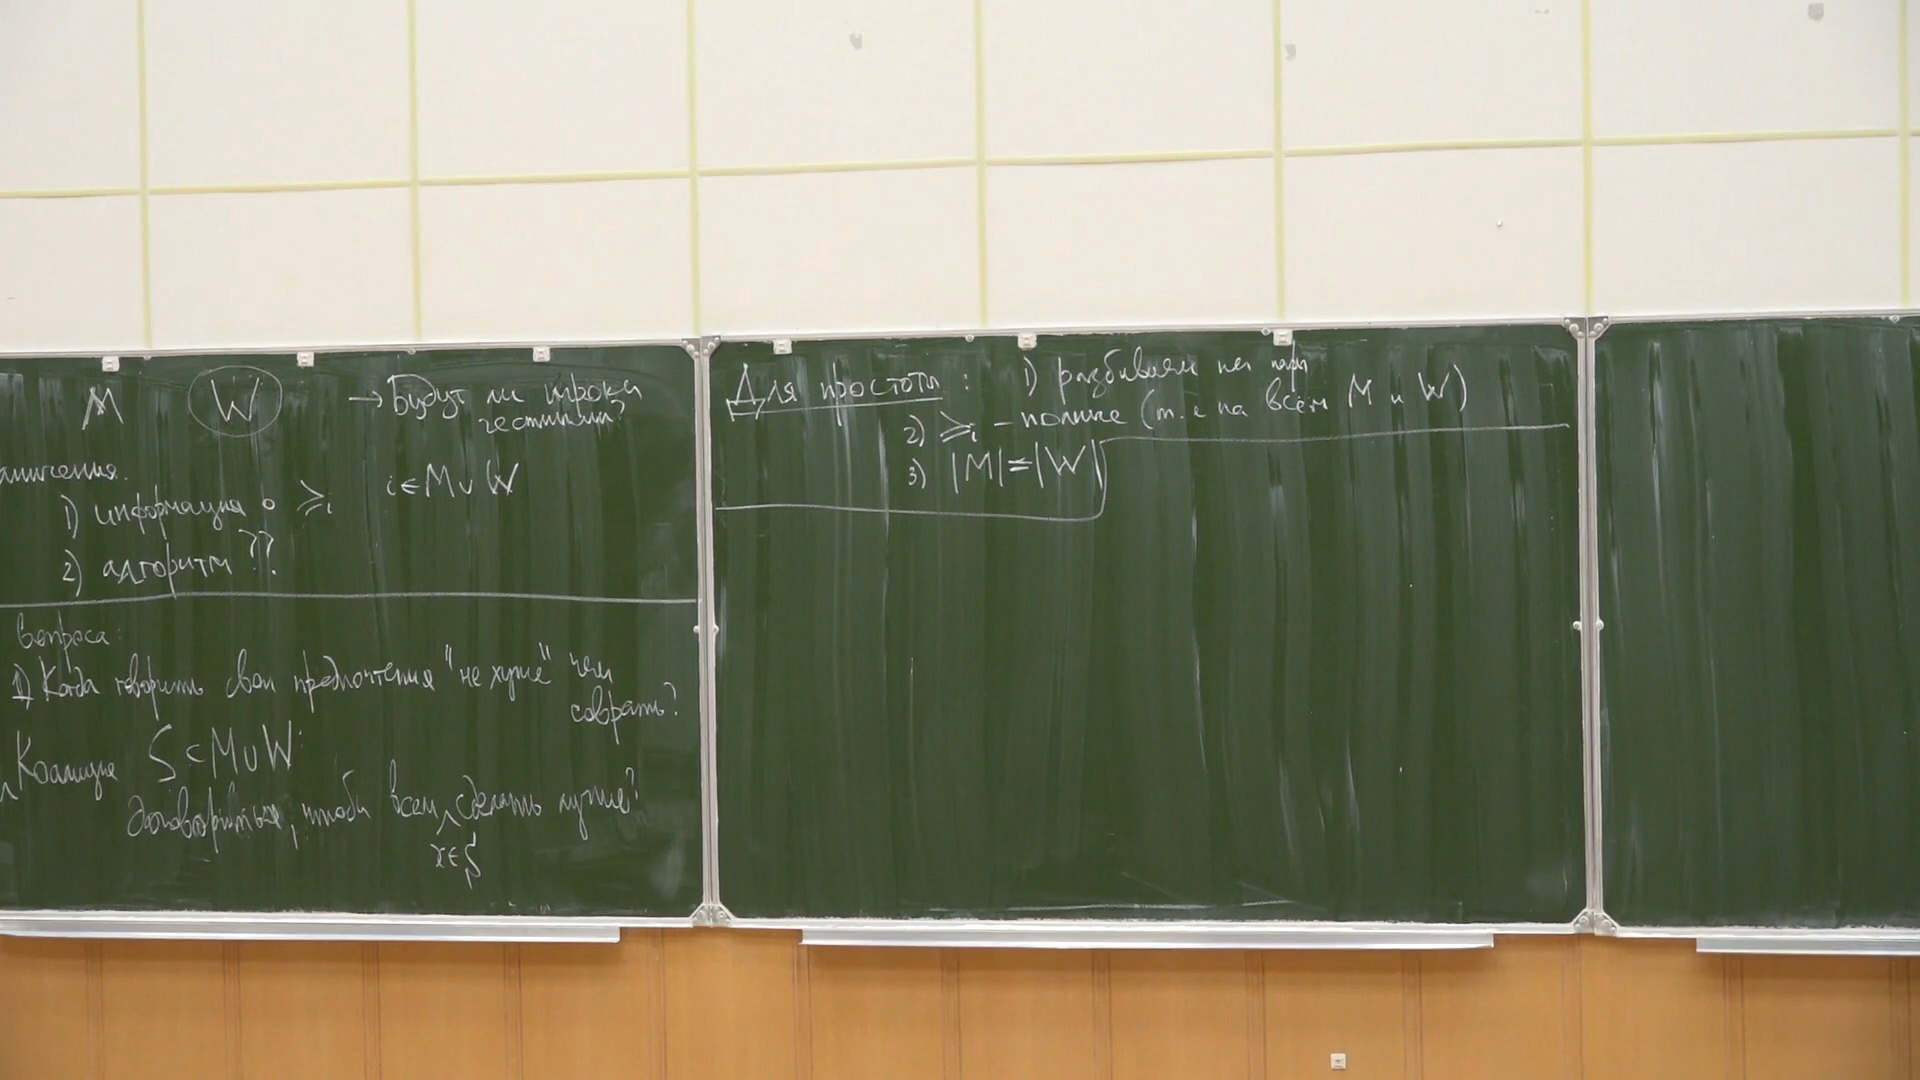 M W → Будут ли игроки
честными?
аничения.
1) информация о ≽ᵢ i ∈ M ∪ W
2) алгоритм ??
Вопроса:
1) Когда говорить свои предпочтения "не хуже" чем
соврать?
Коалиция S ⊂ M ∪ W
договориться, чтобы всем сделать лучше?
x ∈ S
Для простоты: 1) разбиваем на пары
2) ≽ᵢ – полные (т.е на всём M и W)
3) |M| = |W|